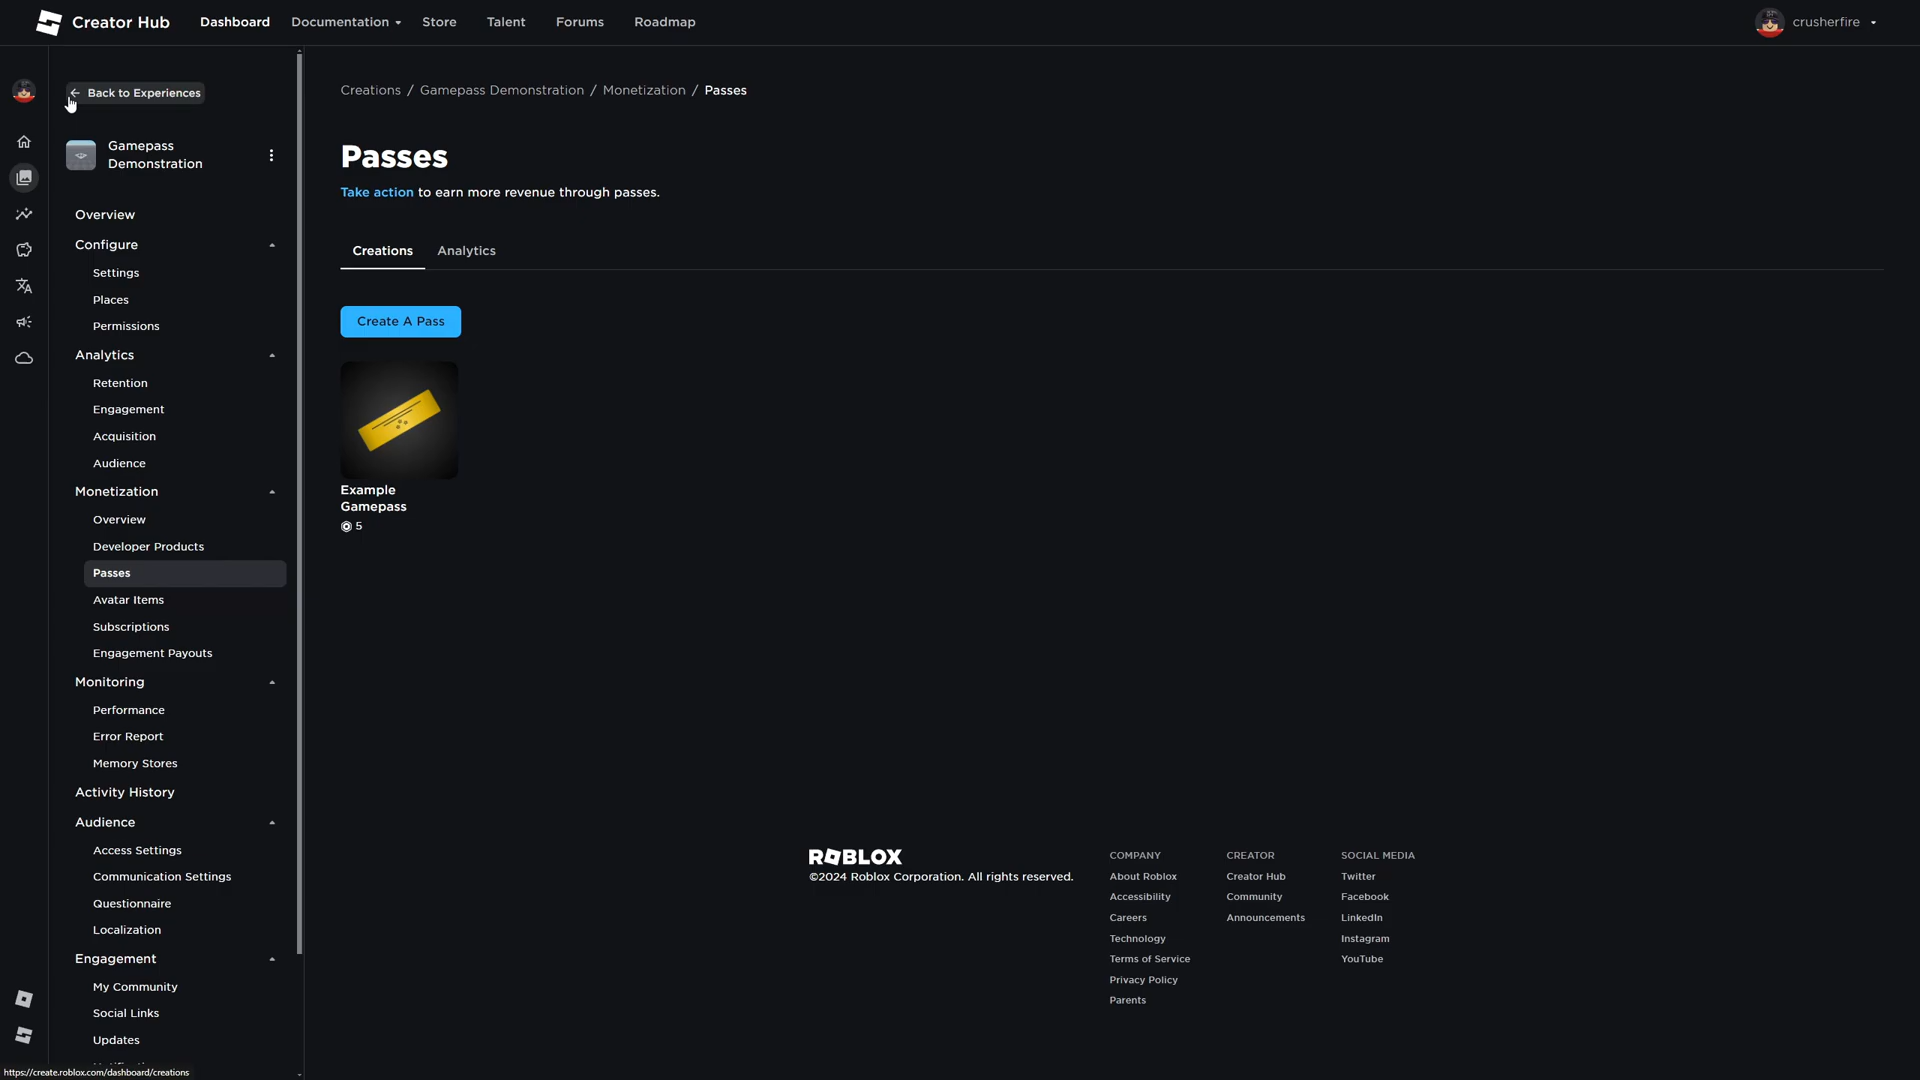 Creator Hub
Dashboard
Documentation
Store
Talent
Forums
Roadmap
crusherfire
Back to Experiences
Gamepass
Demonstration
Overview
Configure
Settings
Places
Permissions
Analytics
Retention
Engagement
Acquisition
Audience
Monetization
Overview
Developer Products
Passes
Avatar Items
Subscriptions
Engagement Payouts
Monitoring
Performance
Error Report
Memory Stores
Activity History
Audience
Access Settings
Communication Settings
Questionnaire
Localization
Engagement
My Community
Social Links
Updates
https://create.roblox.com/dashboard/creations
Creations / Gamepass Demonstration / Monetization / Passes
Passes
Take action to earn more revenue through passes.
Creations
Analytics
Create A Pass
Example
Gamepass
5
ROBLOX
©2024 Roblox Corporation. All rights reserved.
COMPANY
About Roblox
Accessibility
Careers
Technology
Terms of Service
Privacy Policy
Parents
CREATOR
Creator Hub
Community
Announcements
SOCIAL MEDIA
Twitter
Facebook
LinkedIn
Instagram
YouTube